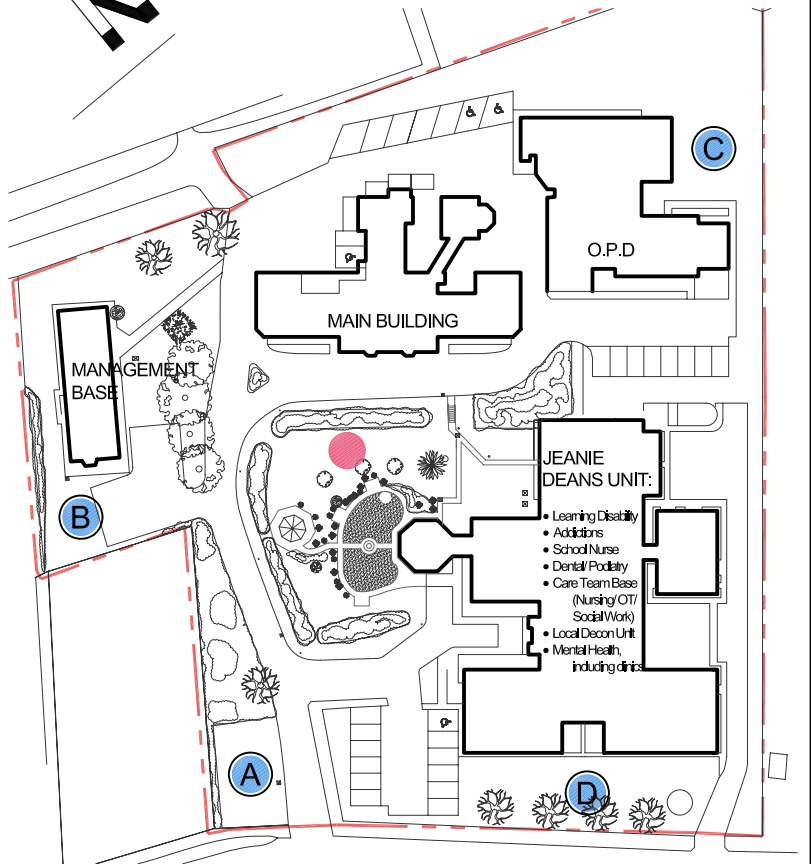 N
C
O.P.D
MAIN BUILDING
MANAGEMENT
BASE
JEANIE
DEANS UNIT:
• Learning Disability
• Addictions
• School Nurse
• Dental/ Podiatry
• Care Team Base
(Nursing/ OT/
Social Work)
• Local Decon Unit
• Mental Health,
including clinics
B
A
D